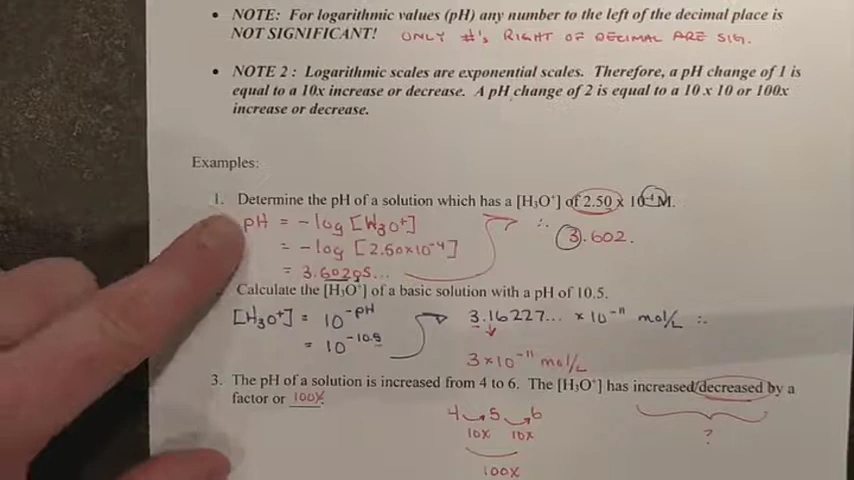 • NOTE: For logarithmic values (pH) any number to the left of the decimal place is
NOT SIGNIFICANT! ONLY #'s RIGHT OF DECIMAL ARE SIG.
• NOTE 2 : Logarithmic scales are exponential scales. Therefore, a pH change of 1 is
equal to a 10x increase or decrease. A pH change of 2 is equal to a 10 x 10 or 100x
increase or decrease.
Examples:
1. Determine the pH of a solution which has a [H₃O⁺] of 2.50 x 10⁻⁴ M.
pH = -log [H₃O⁺] ∴
= -log [2.50x10⁻⁴] 3.602.
= 3.60205...
Calculate the [H₃O⁺] of a basic solution with a pH of 10.5.
[H₃O⁺] = 10⁻ᵖᴴ 3.16227... x 10⁻¹¹ mol/L ∴
= 10⁻¹⁰·⁵
3x10⁻¹¹ mol/L
3. The pH of a solution is increased from 4 to 6. The [H₃O⁺] has increased/decreased by a
factor or 100x.
4 5 6
10x 10x ?
100x